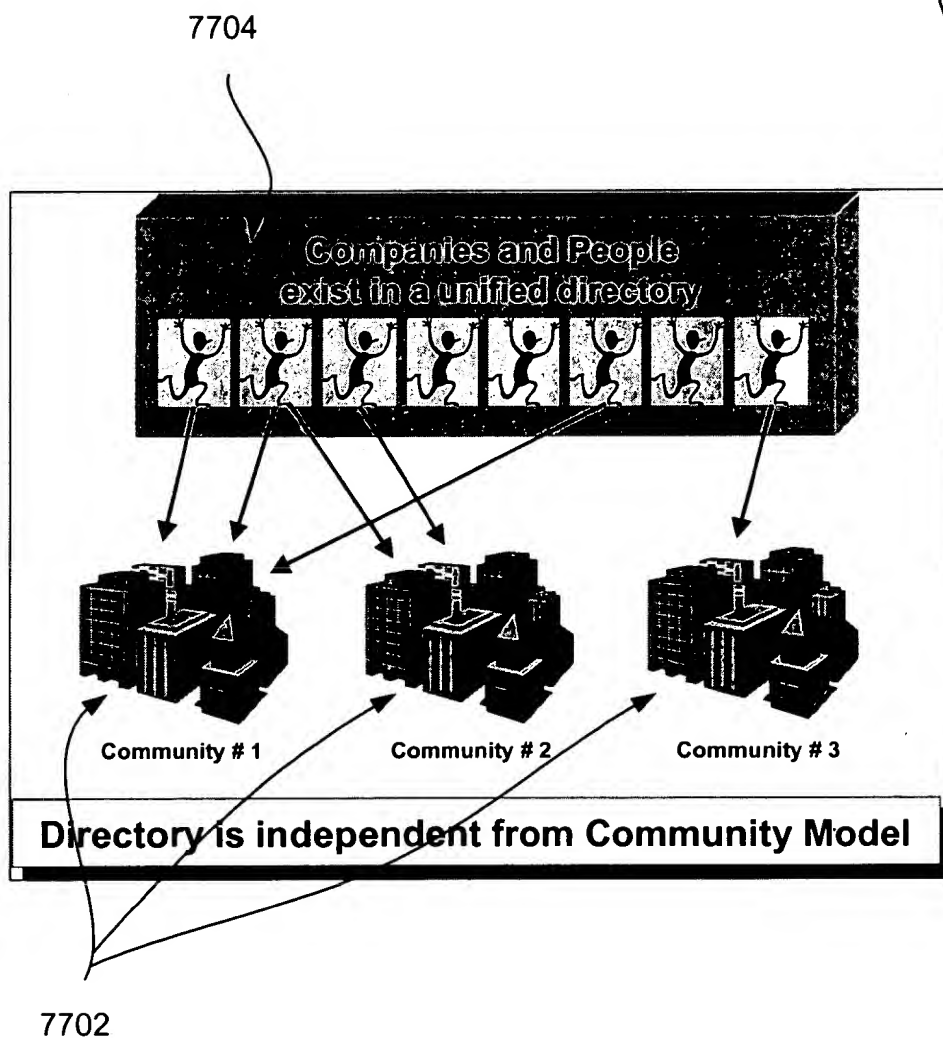 7704
Companies and People
exist in a unified directory
Community # 1
Community # 2
Community # 3
Directory is independent from Community Model
7702